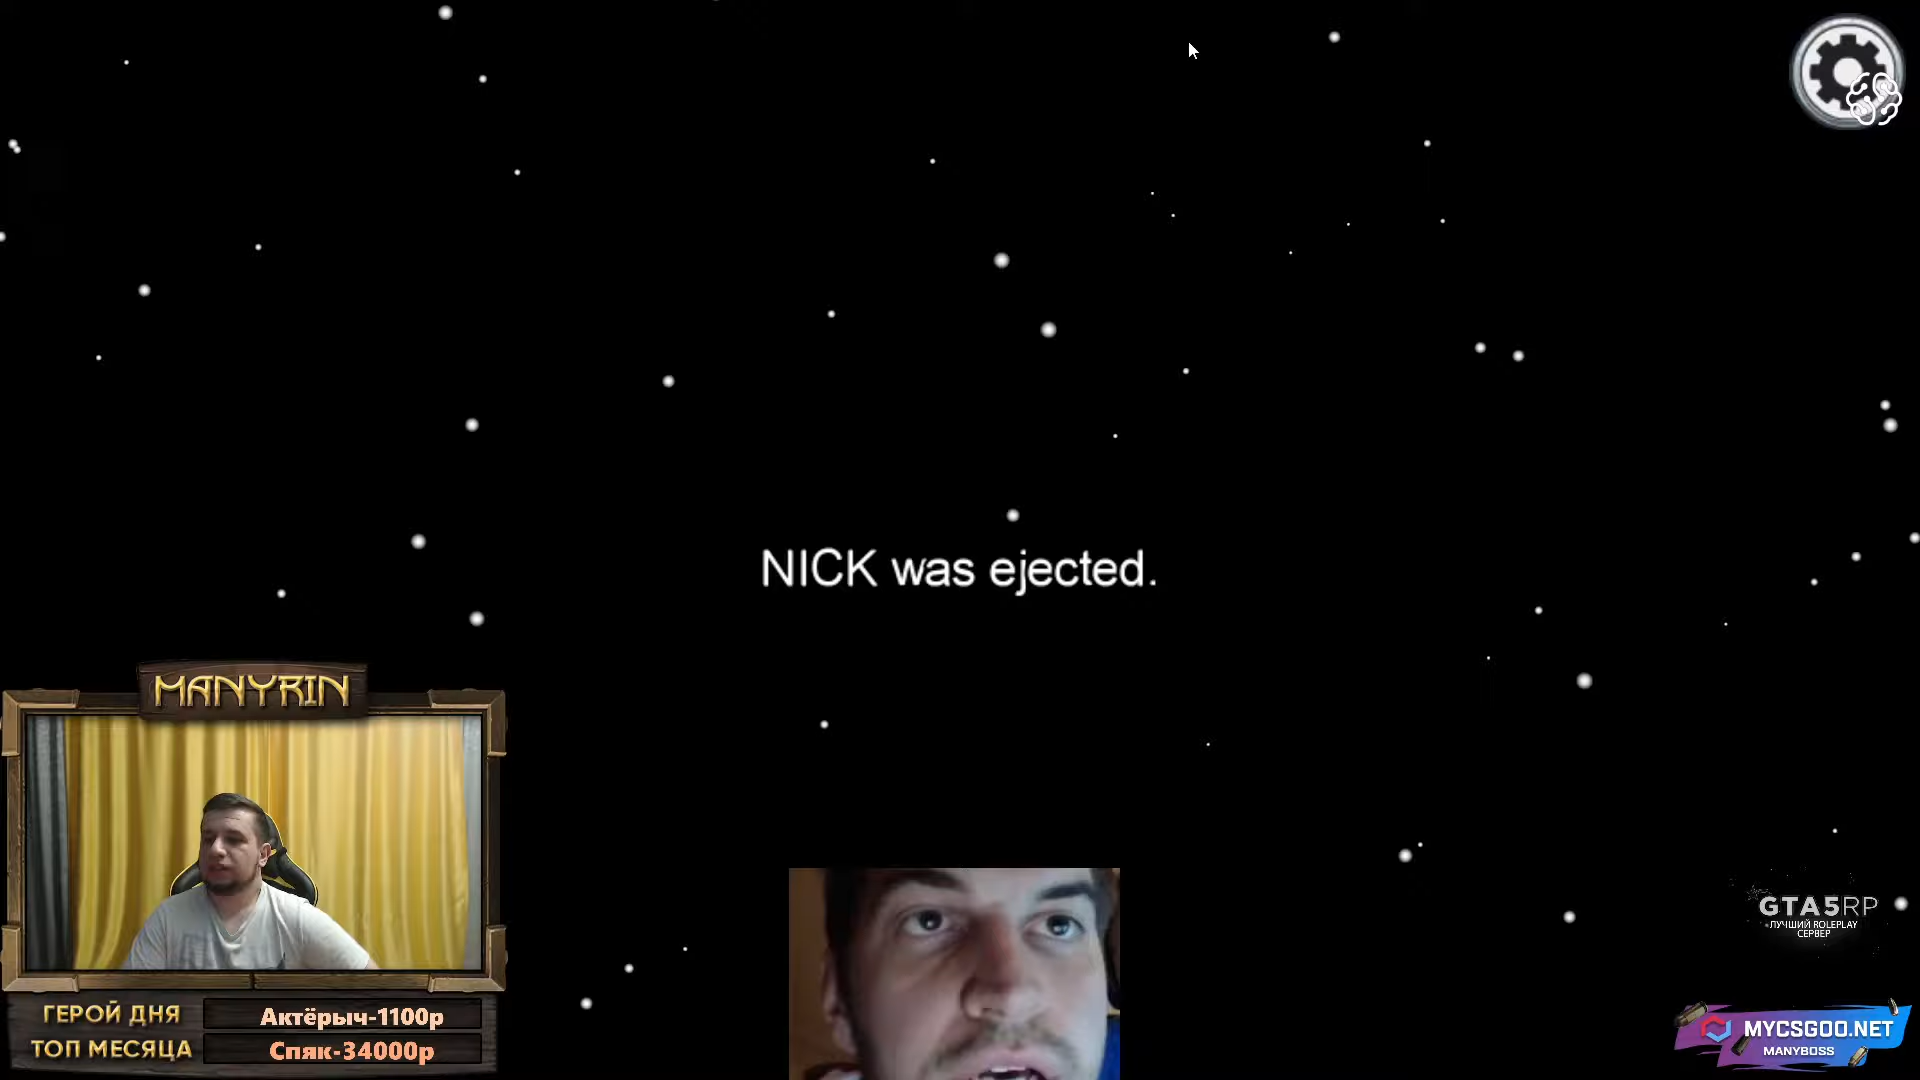 NICK was ejected.
MANYRIN
ГЕРОЙ ДНЯ
Актёрыч-1100р
ТОП МЕСЯЦА
Спяк-34000р
GTA5RP
ЛУЧШИЙ ROLEPLAY
СЕРВЕР
MYCSGOO.NET
MANYBOSS